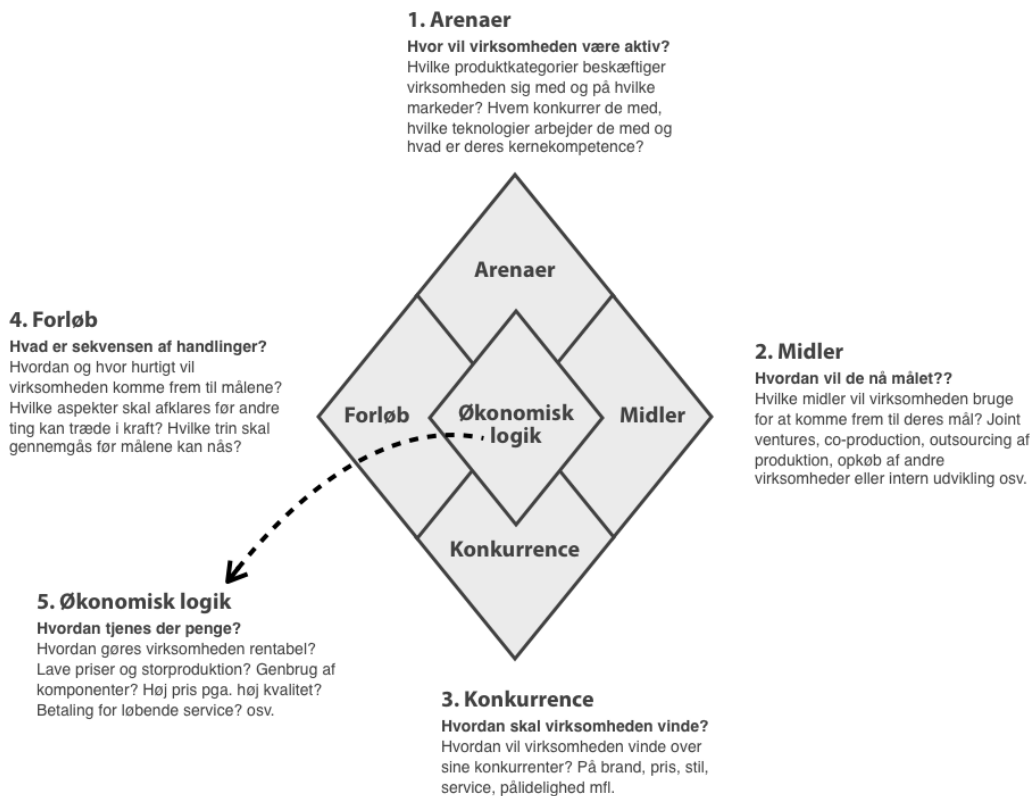 1. Arenaer
Hvor vil virksomheden være aktiv?
Hvilke produktkategorier beskæftiger
virksomheden sig med og på hvilke
markeder? Hvem konkurrer de med,
hvilke teknologier arbejder de med og
hvad er deres kernekompetence?
Arenaer
4. Forløb
Hvad er sekvensen af handlinger?
Hvordan og hvor hurtigt vil
virksomheden komme frem til målene?
Hvilke aspekter skal afklares før andre
ting kan træde i kraft? Hvilke trin skal
gennemgås før målene kan nås?
Forløb
Økonomisk
logik
Midler
2. Midler
Hvordan vil de nå målet??
Hvilke midler vil virksomheden bruge
for at komme frem til deres mål? Joint
ventures, co-production, outsourcing af
produktion, opkøb af andre
virksomheder eller intern udvikling osv.
Konkurrence
5. Økonomisk logik
Hvordan tjenes der penge?
Hvordan gøres virksomheden rentabel?
Lave priser og storproduktion? Genbrug af
komponenter? Høj pris pga. høj kvalitet?
Betaling for løbende service? osv.
3. Konkurrence
Hvordan skal virksomheden vinde?
Hvordan vil virksomheden vinde over
sine konkurrenter? På brand, pris, stil,
service, pålidelighed mfl.